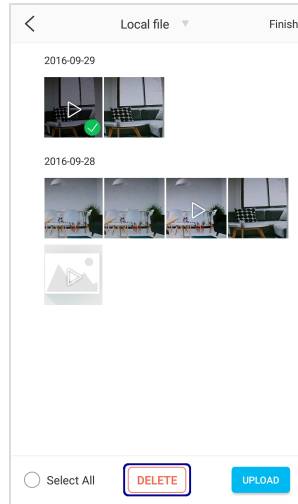 Local file
Finish
2016-09-29
2016-09-28
Select All
DELETE
UPLOAD